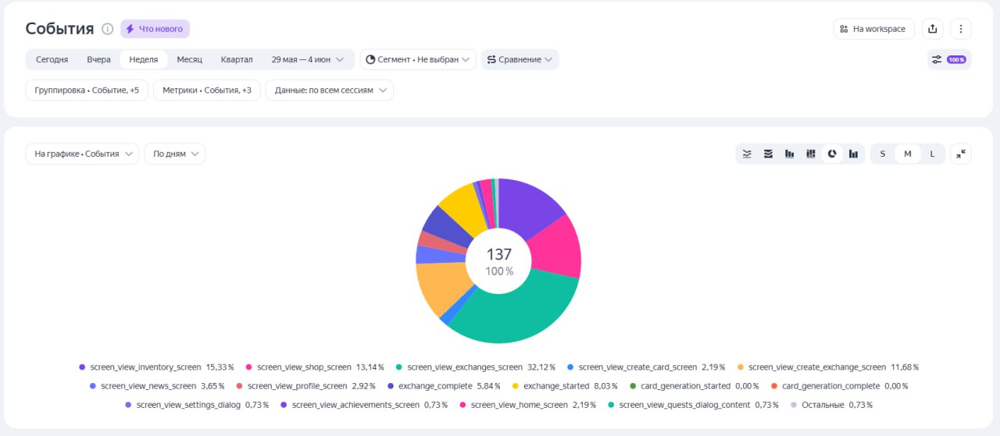 События Что нового На workspace
Сегодня Вчера Неделя Месяц Квартал 29 мая — 4 июн Сегмент • Не выбран Сравнение 100%
Группировка • Событие, +5 Метрики • События, +3 Данные: по всем сессиям
На графике • События По дням S M L
137
100 %
screen_view_inventory_screen 15,33 % screen_view_shop_screen 13,14 % screen_view_exchanges_screen 32,12 % screen_view_create_card_screen 2,19 % screen_view_create_exchange_screen 11,68 %
screen_view_news_screen 3,65 % screen_view_profile_screen 2,92 % exchange_complete 5,84 % exchange_started 8,03 % card_generation_started 0,00 % card_generation_complete 0,00 %
screen_view_settings_dialog 0,73 % screen_view_achievements_screen 0,73 % screen_view_home_screen 2,19 % screen_view_quests_dialog_content 0,73 % Остальные 0,73 %